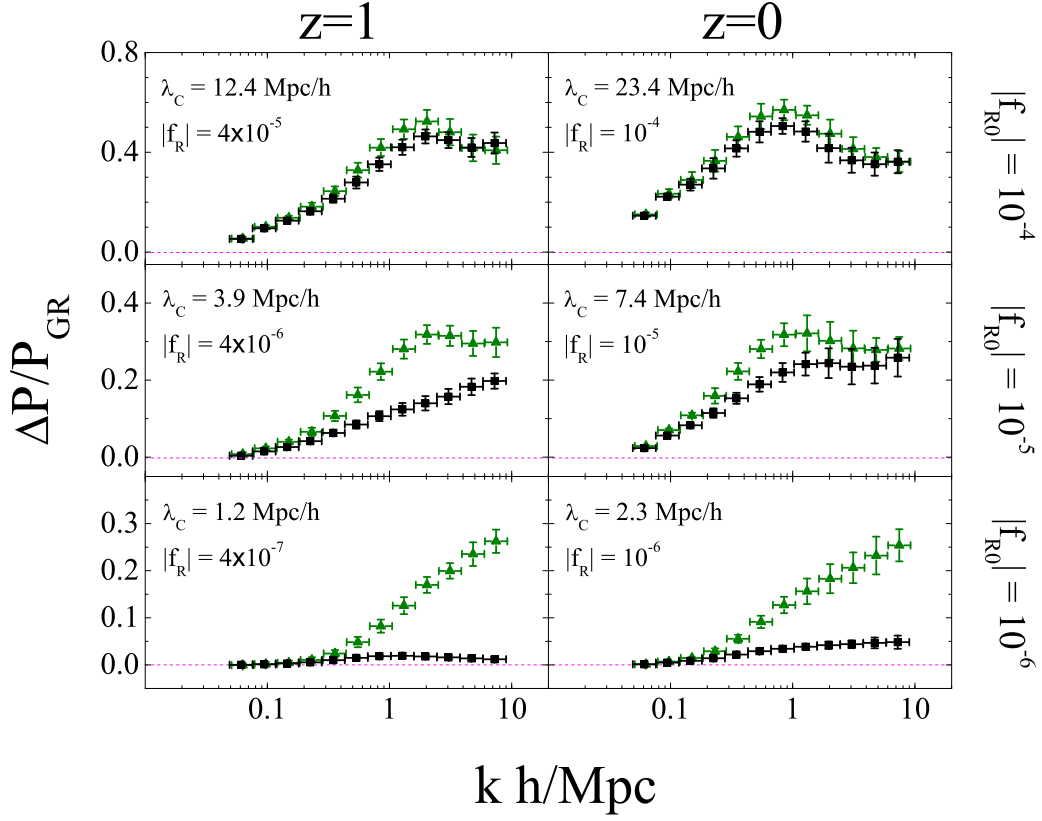 z=1 z=0
0.8
0.4
0.0
λC = 12.4 Mpc/h
|fR| = 4x10-5
λC = 23.4 Mpc/h
|fR| = 10-4
|fR0| = 10-4
ΔP/PGR
0.4
0.2
0.0
λC = 3.9 Mpc/h
|fR| = 4x10-6
λC = 7.4 Mpc/h
|fR| = 10-5
|fR0| = 10-5
0.3
0.2
0.1
0.0
λC = 1.2 Mpc/h
|fR| = 4x10-7
λC = 2.3 Mpc/h
|fR| = 10-6
|fR0| = 10-6
0.1 1 10 0.1 1 10
k h/Mpc